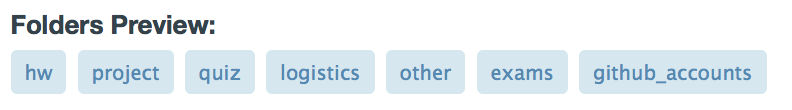 Folders Preview:
hw project quiz logistics other exams github_accounts